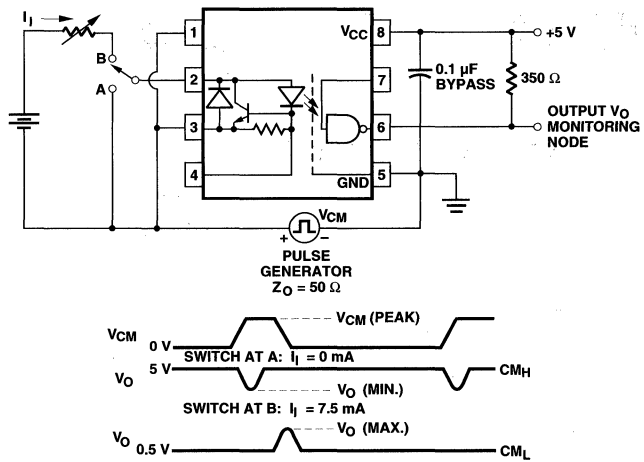 I_I
B
A
1
2
3
4
V_CC 8
7
6
GND 5
+5 V
0.1 μF
BYPASS
350 Ω
OUTPUT V_O
MONITORING
NODE
V_CM
+ −
PULSE
GENERATOR
Z_O = 50 Ω
V_CM (PEAK)
V_CM
0 V
SWITCH AT A: I_I = 0 mA
5 V
CM_H
V_O
V_O (MIN.)
SWITCH AT B: I_I = 7.5 mA
V_O (MAX.)
V_O 0.5 V
CM_L